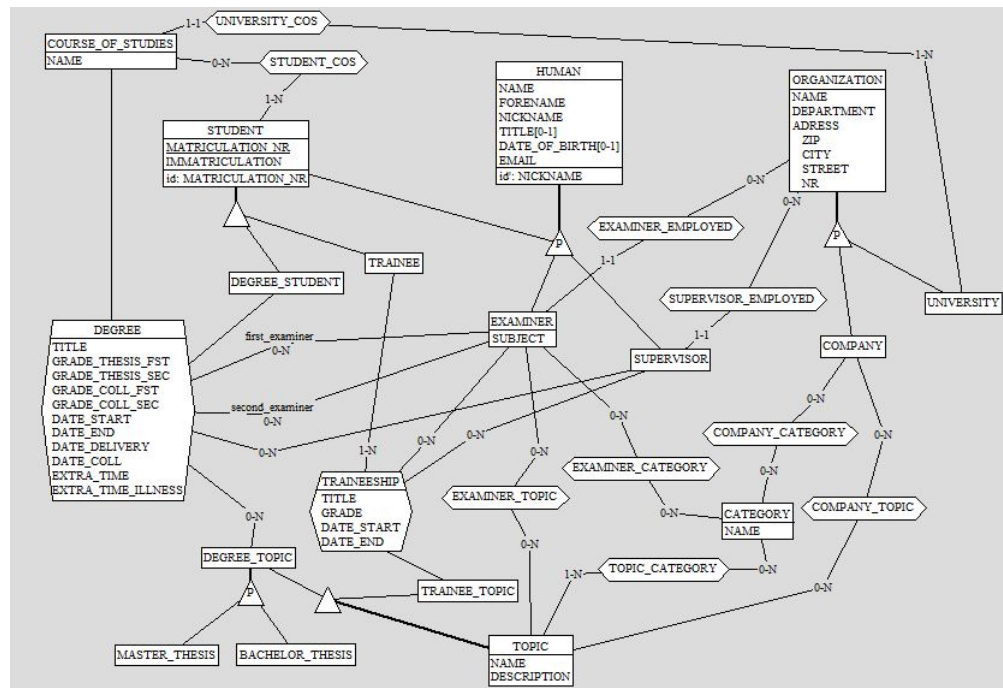 1-1
UNIVERSITY_COS
COURSE_OF_STUDIES
NAME
0-N
STUDENT_COS
1-N
1-N
HUMAN
NAME
FORENAME
NICKNAME
TITLE[0-1]
DATE_OF_BIRTH[0-1]
EMAIL
id': NICKNAME
ORGANIZATION
NAME
DEPARTMENT
ADRESS
ZIP
CITY
STREET
NR
STUDENT
MATRICULATION_NR
IMMATRICULATION
id: MATRICULATION_NR
0-N
0-N
EXAMINER_EMPLOYED
P
P
1-1
TRAINEE
DEGREE_STUDENT
SUPERVISOR_EMPLOYED
UNIVERSITY
1-1
DEGREE
TITLE
GRADE_THESIS_FST
GRADE_THESIS_SEC
GRADE_COLL_FST
GRADE_COLL_SEC
DATE_START
DATE_END
DATE_DELIVERY
DATE_COLL
EXTRA_TIME
EXTRA_TIME_ILLNESS
first_examiner
0-N
EXAMINER
SUBJECT
SUPERVISOR
COMPANY
second_examiner
0-N
0-N
1-N
0-N
0-N
0-N
0-N
0-N
0-N
COMPANY_CATEGORY
0-N
TRAINEESHIP
TITLE
GRADE
DATE_START
DATE_END
EXAMINER_TOPIC
EXAMINER_CATEGORY
0-N
0-N
CATEGORY
NAME
COMPANY_TOPIC
0-N
0-N
DEGREE_TOPIC
P
TRAINEE_TOPIC
1-N
TOPIC_CATEGORY
0-N
0-N
MASTER_THESIS
BACHELOR_THESIS
TOPIC
NAME
DESCRIPTION